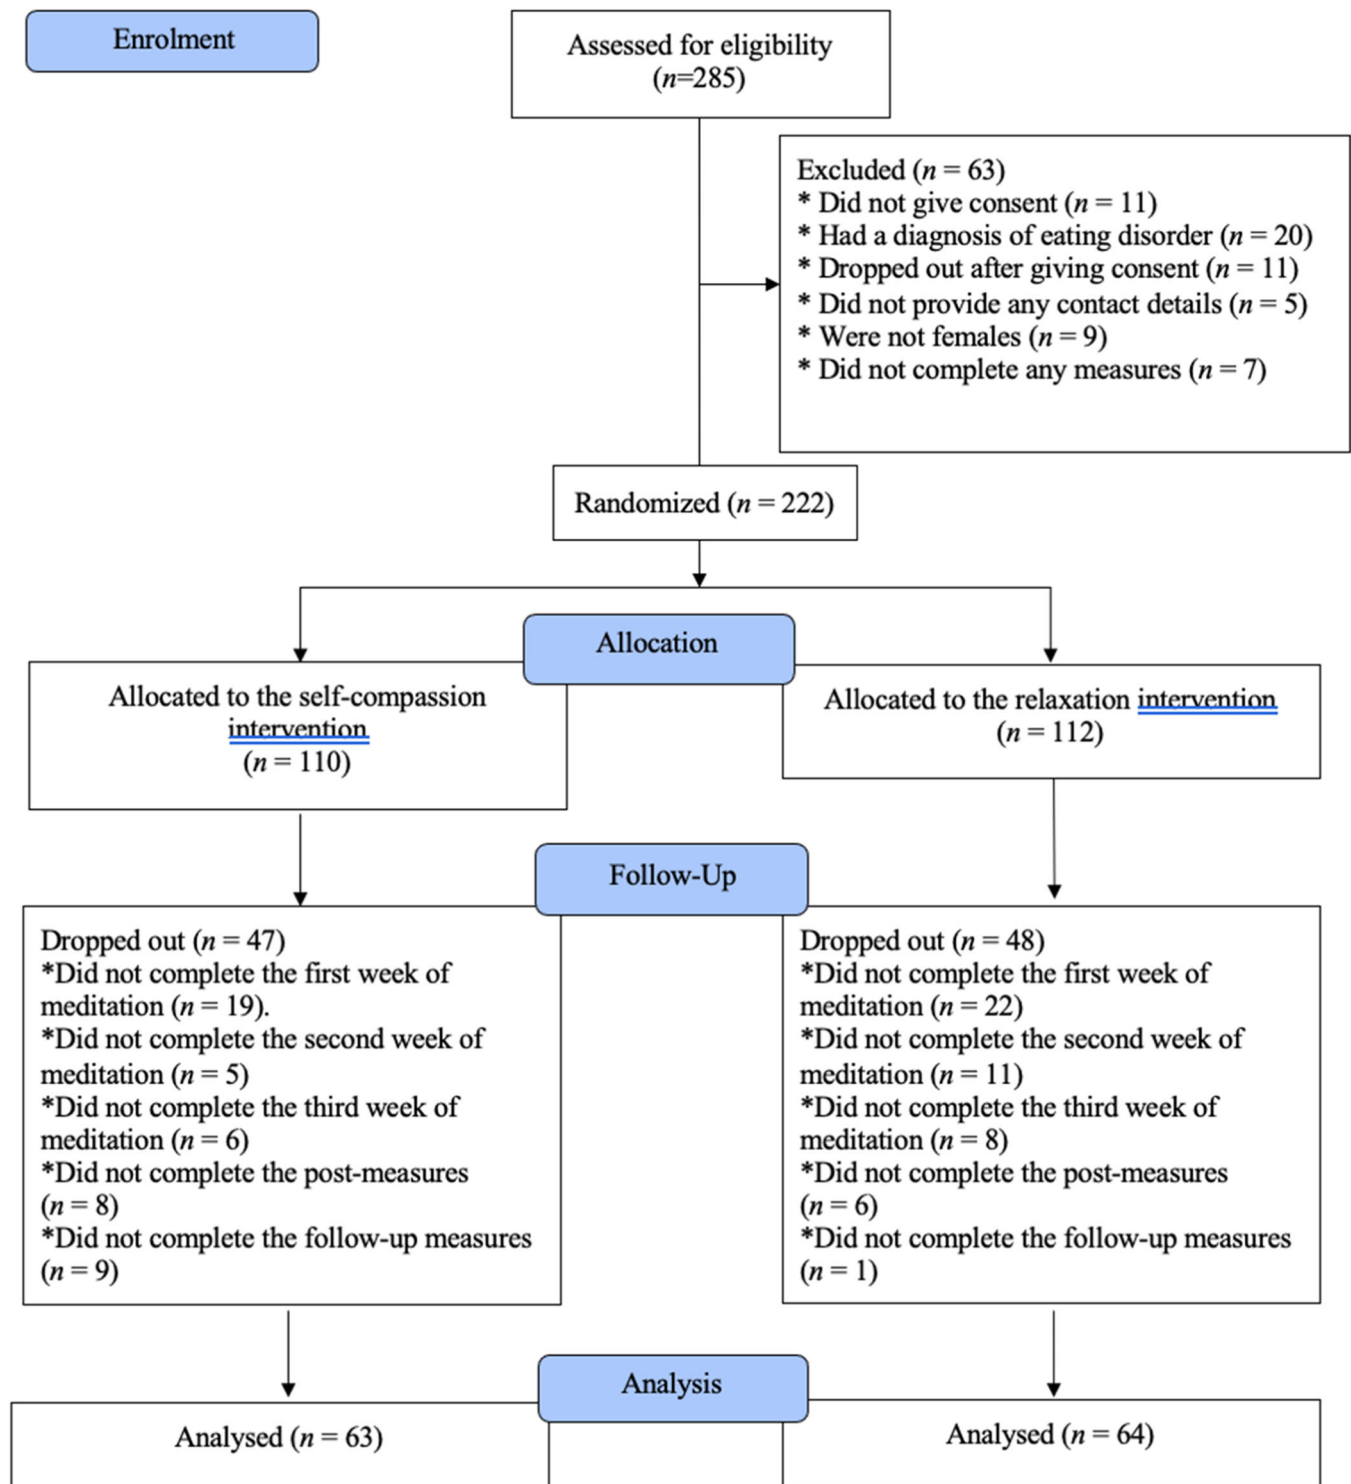 Enrolment
Assessed for eligibility
(n=285)
Excluded (n = 63)
* Did not give consent (n = 11)
* Had a diagnosis of eating disorder (n = 20)
* Dropped out after giving consent (n = 11)
* Did not provide any contact details (n = 5)
* Were not females (n = 9)
* Did not complete any measures (n = 7)
Randomized (n = 222)
Allocation
Allocated to the self-compassion
intervention
(n = 110)
Allocated to the relaxation intervention
(n = 112)
Follow-Up
Dropped out (n = 47)
*Did not complete the first week of
meditation (n = 19).
*Did not complete the second week of
meditation (n = 5)
*Did not complete the third week of
meditation (n = 6)
*Did not complete the post-measures
(n = 8)
*Did not complete the follow-up measures
(n = 9)
Dropped out (n = 48)
*Did not complete the first week of
meditation (n = 22)
*Did not complete the second week of
meditation (n = 11)
*Did not complete the third week of
meditation (n = 8)
*Did not complete the post-measures
(n = 6)
*Did not complete the follow-up measures
(n = 1)
Analysis
Analysed (n = 63)
Analysed (n = 64)